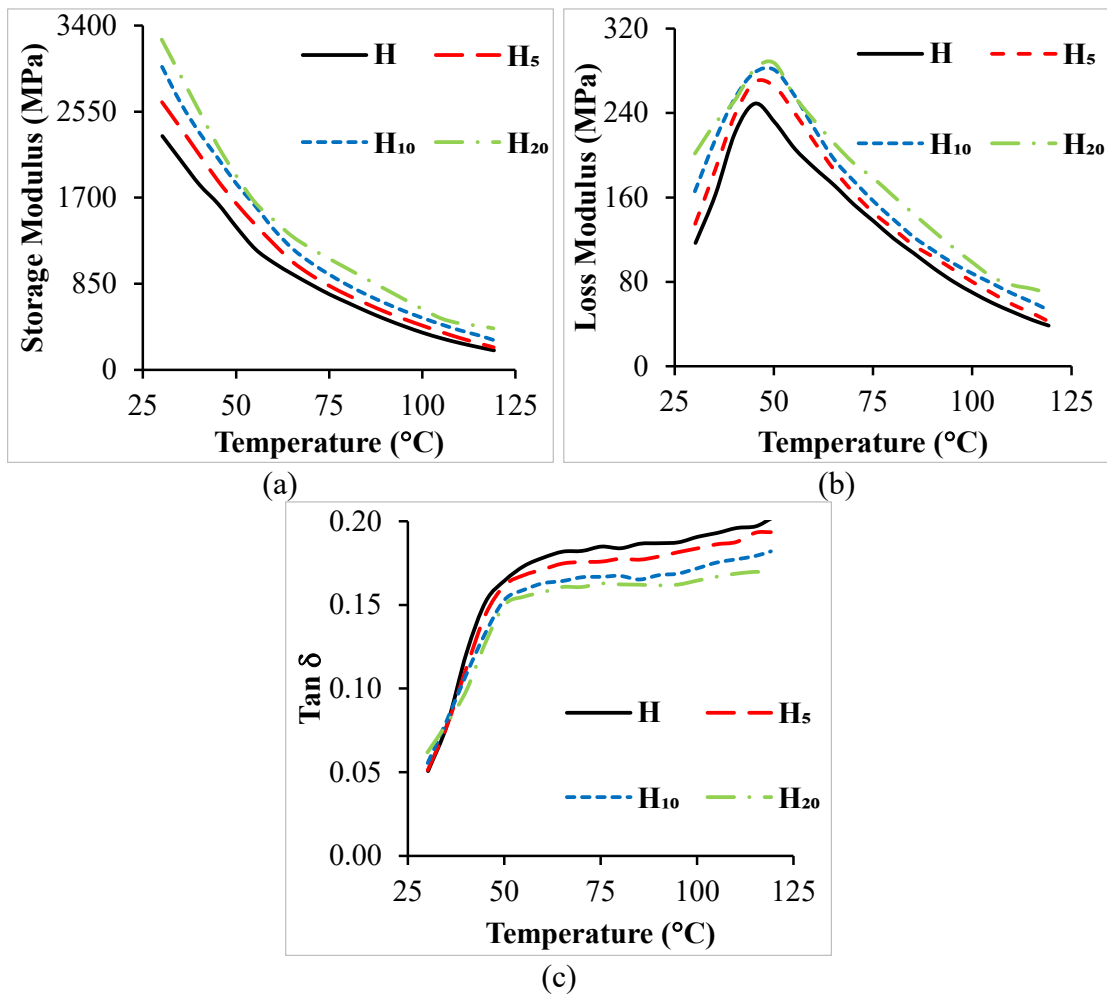 3400
2550
1700
850
0
Storage Modulus (MPa)
H
H₅
H₁₀
H₂₀
25
50
75
100
125
Temperature (°C)
(a)
320
240
160
80
0
Loss Modulus (MPa)
H
H₅
H₁₀
H₂₀
25
50
75
100
125
Temperature (°C)
(b)
0.20
0.15
0.10
0.05
0.00
Tan δ
H
H₅
H₁₀
H₂₀
25
50
75
100
125
Temperature (°C)
(c)